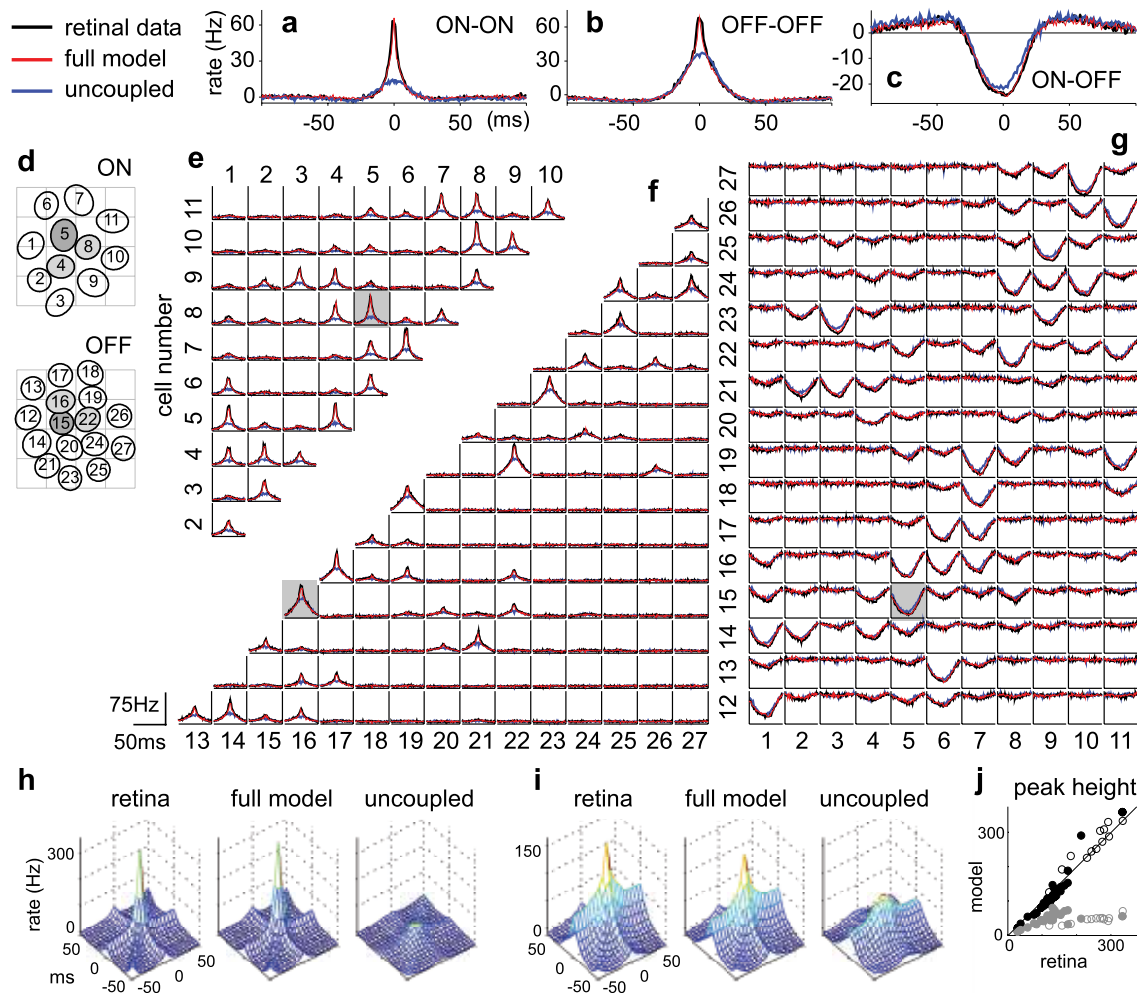 retinal data
full model
uncoupled
a
ON-ON
rate (Hz)
60
30
0
-50
0
50
(ms)
b
OFF-OFF
60
30
0
-50
0
50
c
ON-OFF
0
-10
-20
-50
0
50
d
ON
6
7
11
5
8
1
10
4
2
9
3
OFF
18
17
13
16
19
12
15
22
26
14
20
24
27
21
25
23
e
1 2 3 4 5 6 7 8 9 10
cell number
11
10
9
8
7
6
5
4
3
2
f
75Hz
50ms
13 14 15 16 17 18 19 20 21 22 23 24 25 26 27
g
27
26
25
24
23
22
21
20
19
18
17
16
15
14
13
12
1 2 3 4 5 6 7 8 9 10 11
h
retina
full model
uncoupled
rate (Hz)
300
0
50
ms
0
-50
-50
0
50
i
retina
full model
uncoupled
150
0
50
0
-50
-50
0
50
j
peak height
model
300
0
0
300
retina